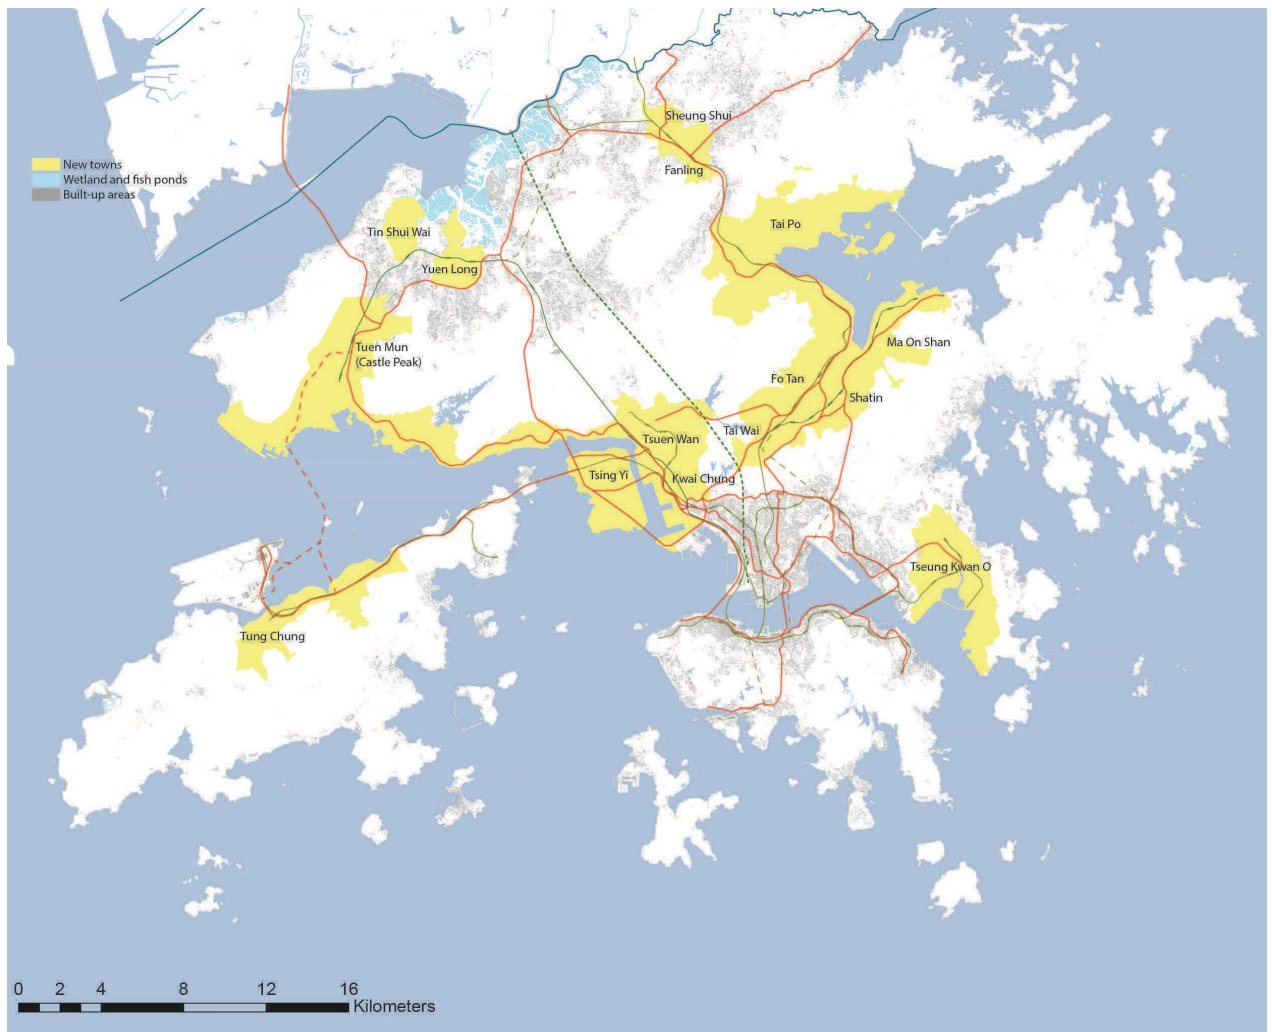 Sheung Shui
New towns
Wetland and fish ponds
Built-up areas
Fanling
Tai Po
Tin Shui Wai
Yuen Long
Tuen Mun
(Castle Peak)
Ma On Shan
Fo Tan
Shatin
Tai Wai
Tsuen Wan
Tsing Yi
Kwai Chung
Tseung Kwan O
Tung Chung
0 2 4 8 12 16
Kilometers